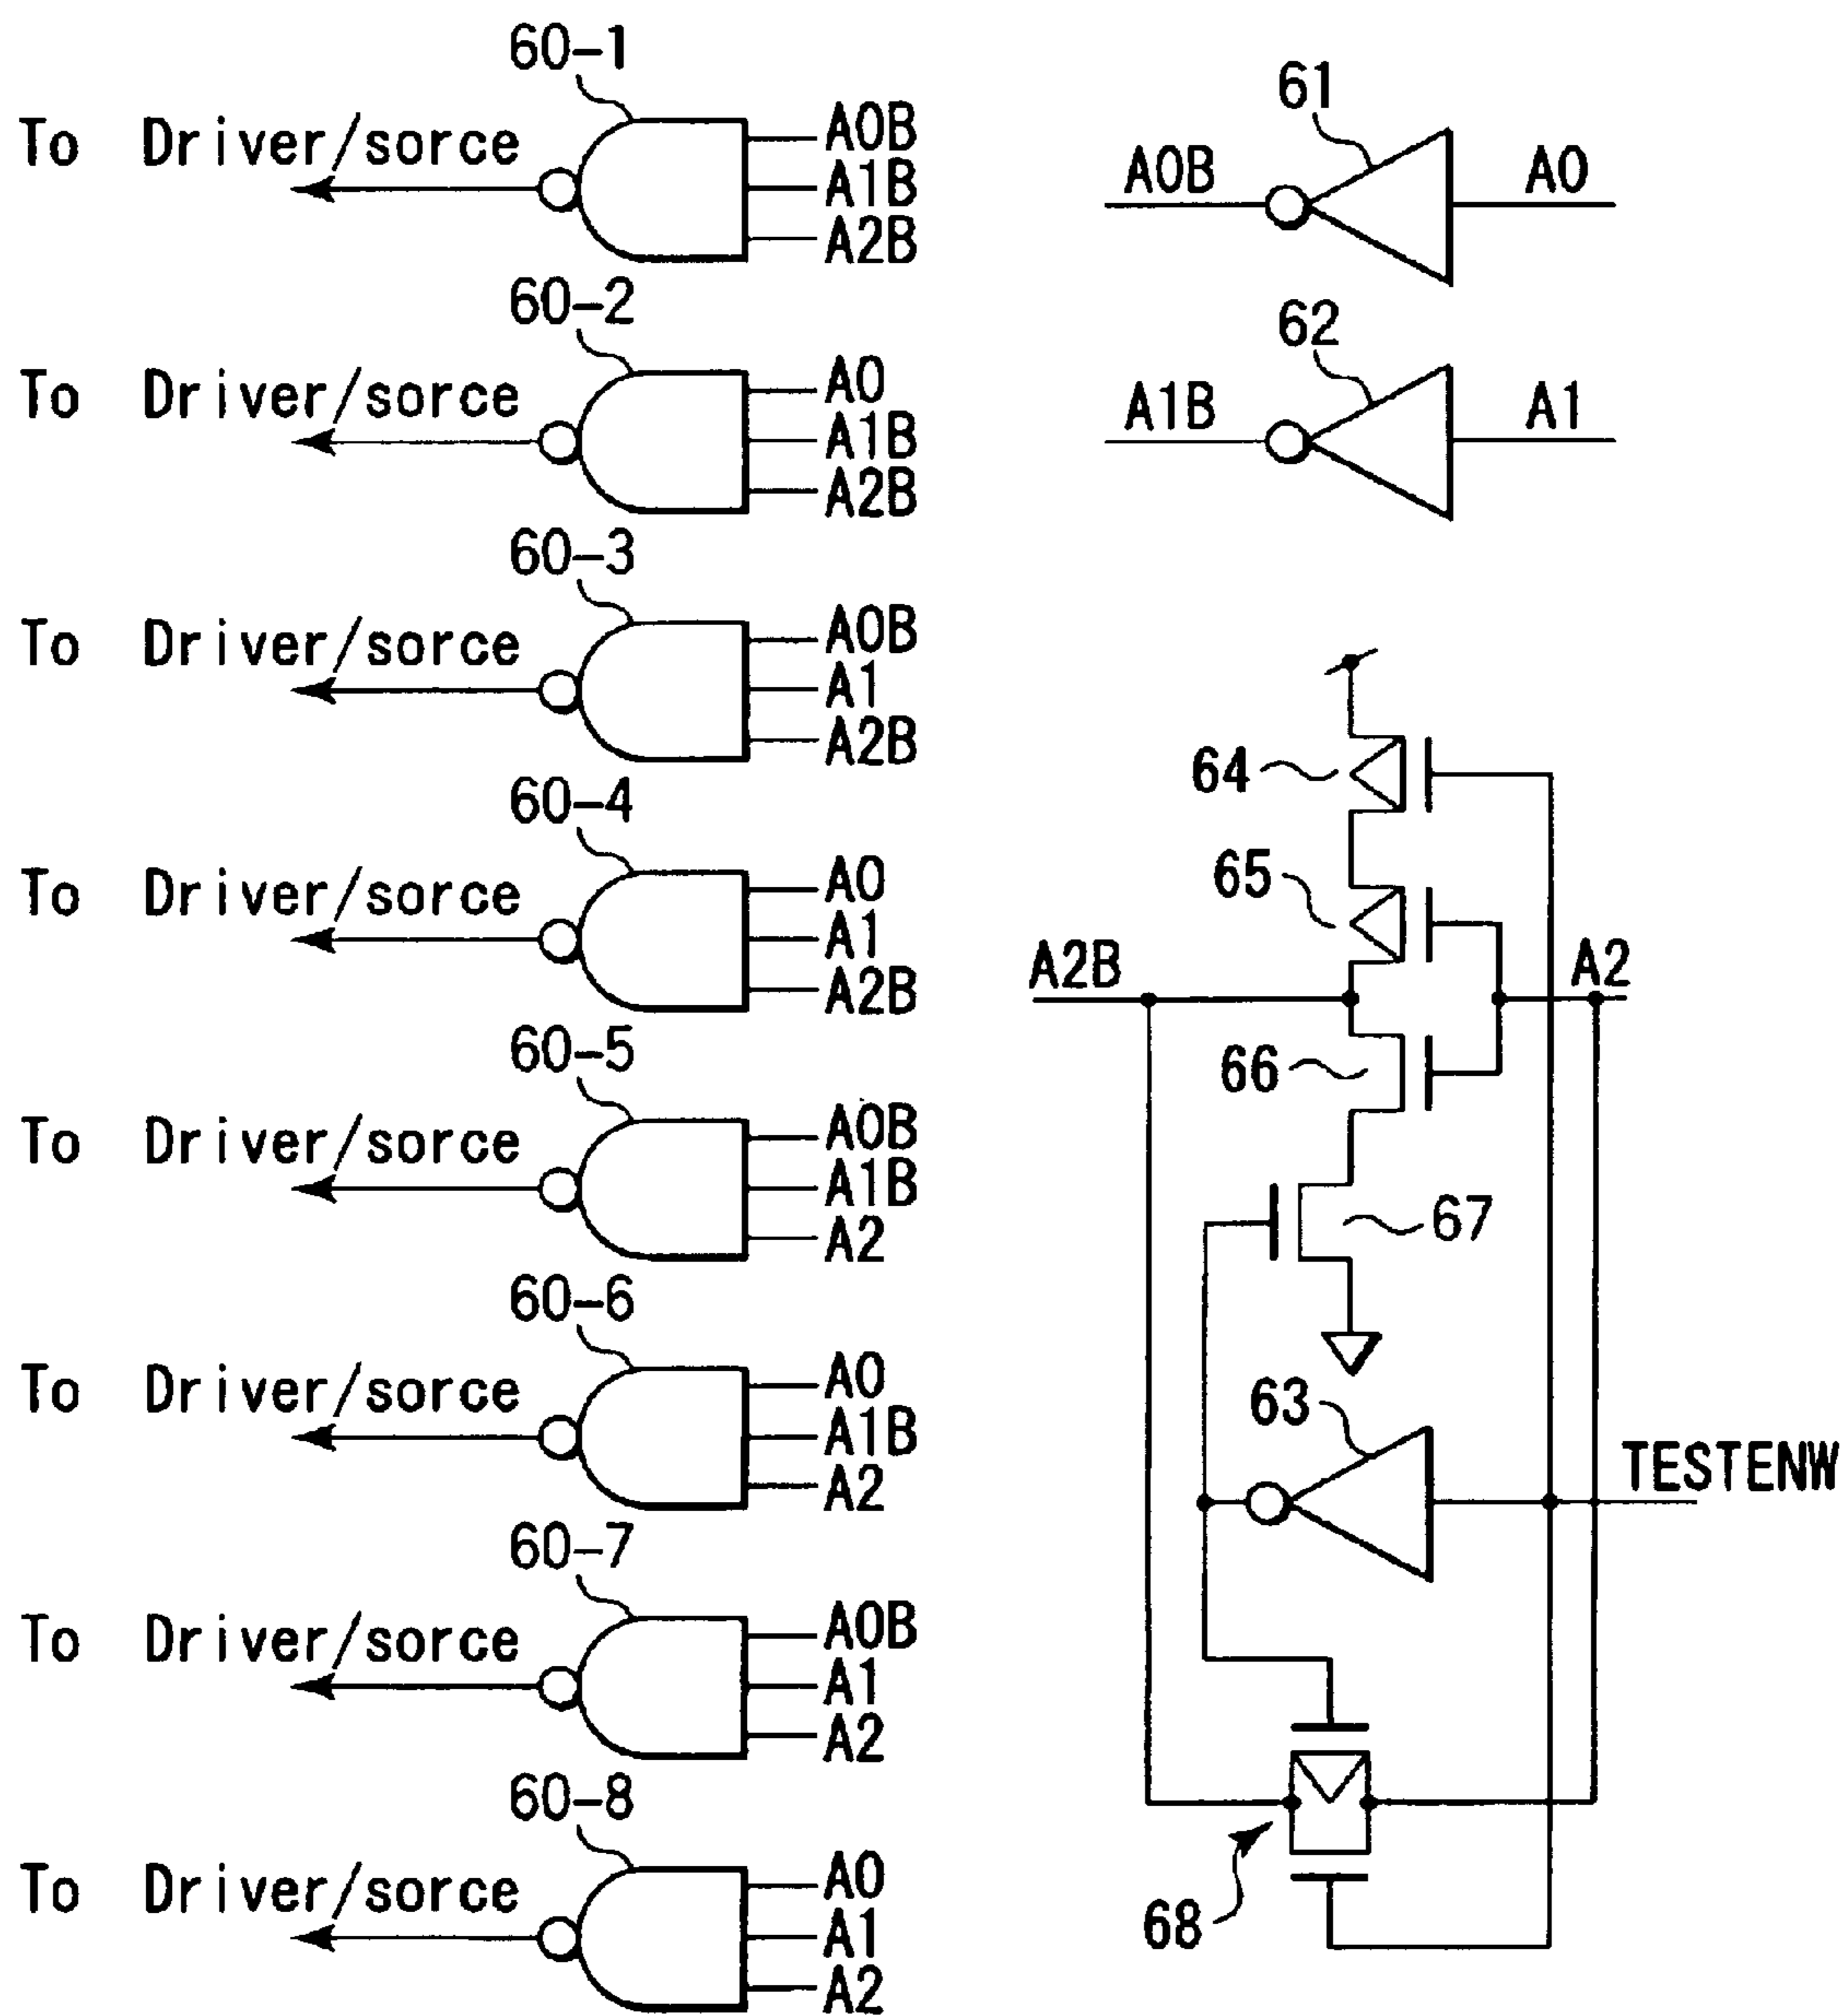 60-1
To Driver/sorce
A0B
A1B
A2B
60-2
To Driver/sorce
A0
A1B
A2B
60-3
To Driver/sorce
A0B
A1
A2B
60-4
To Driver/sorce
A0
A1
A2B
60-5
To Driver/sorce
A0B
A1B
A2
60-6
To Driver/sorce
A0
A1B
A2
60-7
To Driver/sorce
A0B
A1
A2
60-8
To Driver/sorce
A0
A1
A2
61
A0B
A0
62
A1B
A1
64
65
A2B
A2
66
67
63
TESTENW
68